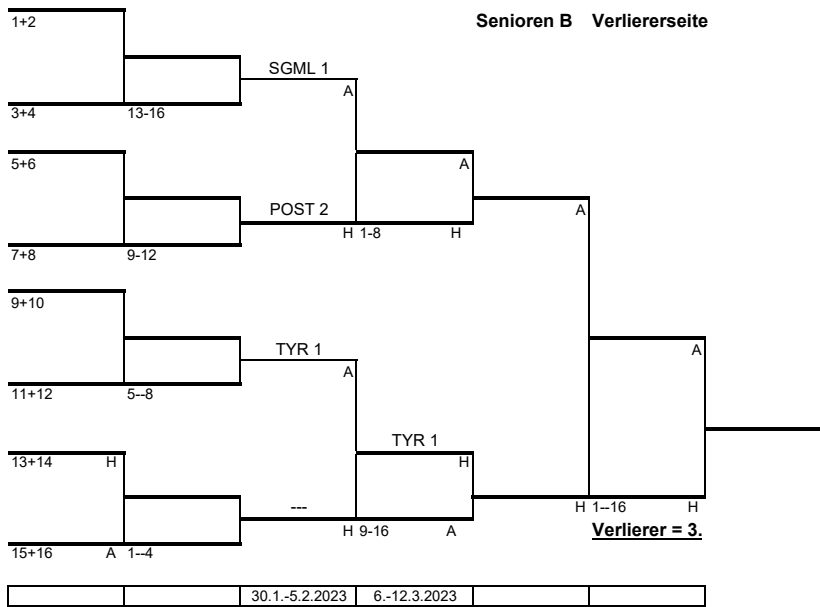 1+2
Senioren B Verliererseite
SGML 1
A
3+4 13-16
5+6
A
POST 2
A
H 1-8 H
7+8 9-12
9+10
TYR 1
A
A
11+12 5--8
TYR 1
13+14 H
H
---
H 1--16 H
H 9-16 A
Verlierer = 3.
15+16 A 1--4
30.1.-5.2.2023 6.-12.3.2023